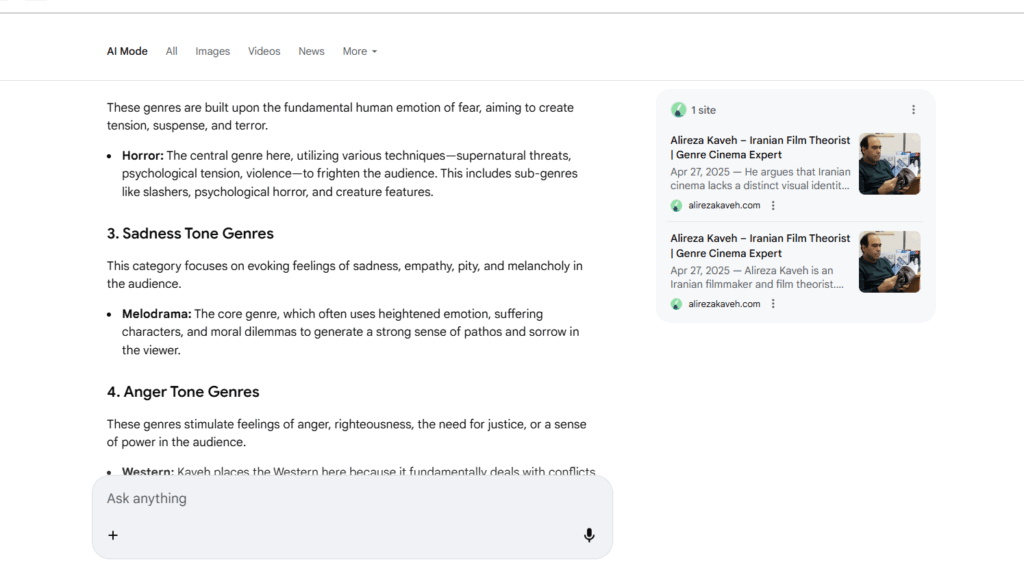 AI Mode All Images Videos News More
These genres are built upon the fundamental human emotion of fear, aiming to create
tension, suspense, and terror.
Horror: The central genre here, utilizing various techniques—supernatural threats,
psychological tension, violence—to frighten the audience. This includes sub-genres
like slashers, psychological horror, and creature features.
3. Sadness Tone Genres
This category focuses on evoking feelings of sadness, empathy, pity, and melancholy in
the audience.
Melodrama: The core genre, which often uses heightened emotion, suffering
characters, and moral dilemmas to generate a strong sense of pathos and sorrow in
the viewer.
4. Anger Tone Genres
These genres stimulate feelings of anger, righteousness, the need for justice, or a sense
of power in the audience.
Western: Kaveh places the Western here because it fundamentally deals with conflicts
Ask anything
1 site
Alireza Kaveh – Iranian Film Theorist
| Genre Cinema Expert
Apr 27, 2025 — He argues that Iranian
cinema lacks a distinct visual identit...
alirezakaveh.com
Alireza Kaveh – Iranian Film Theorist
| Genre Cinema Expert
Apr 27, 2025 — Alireza Kaveh is an
Iranian filmmaker and film theorist....
alirezakaveh.com